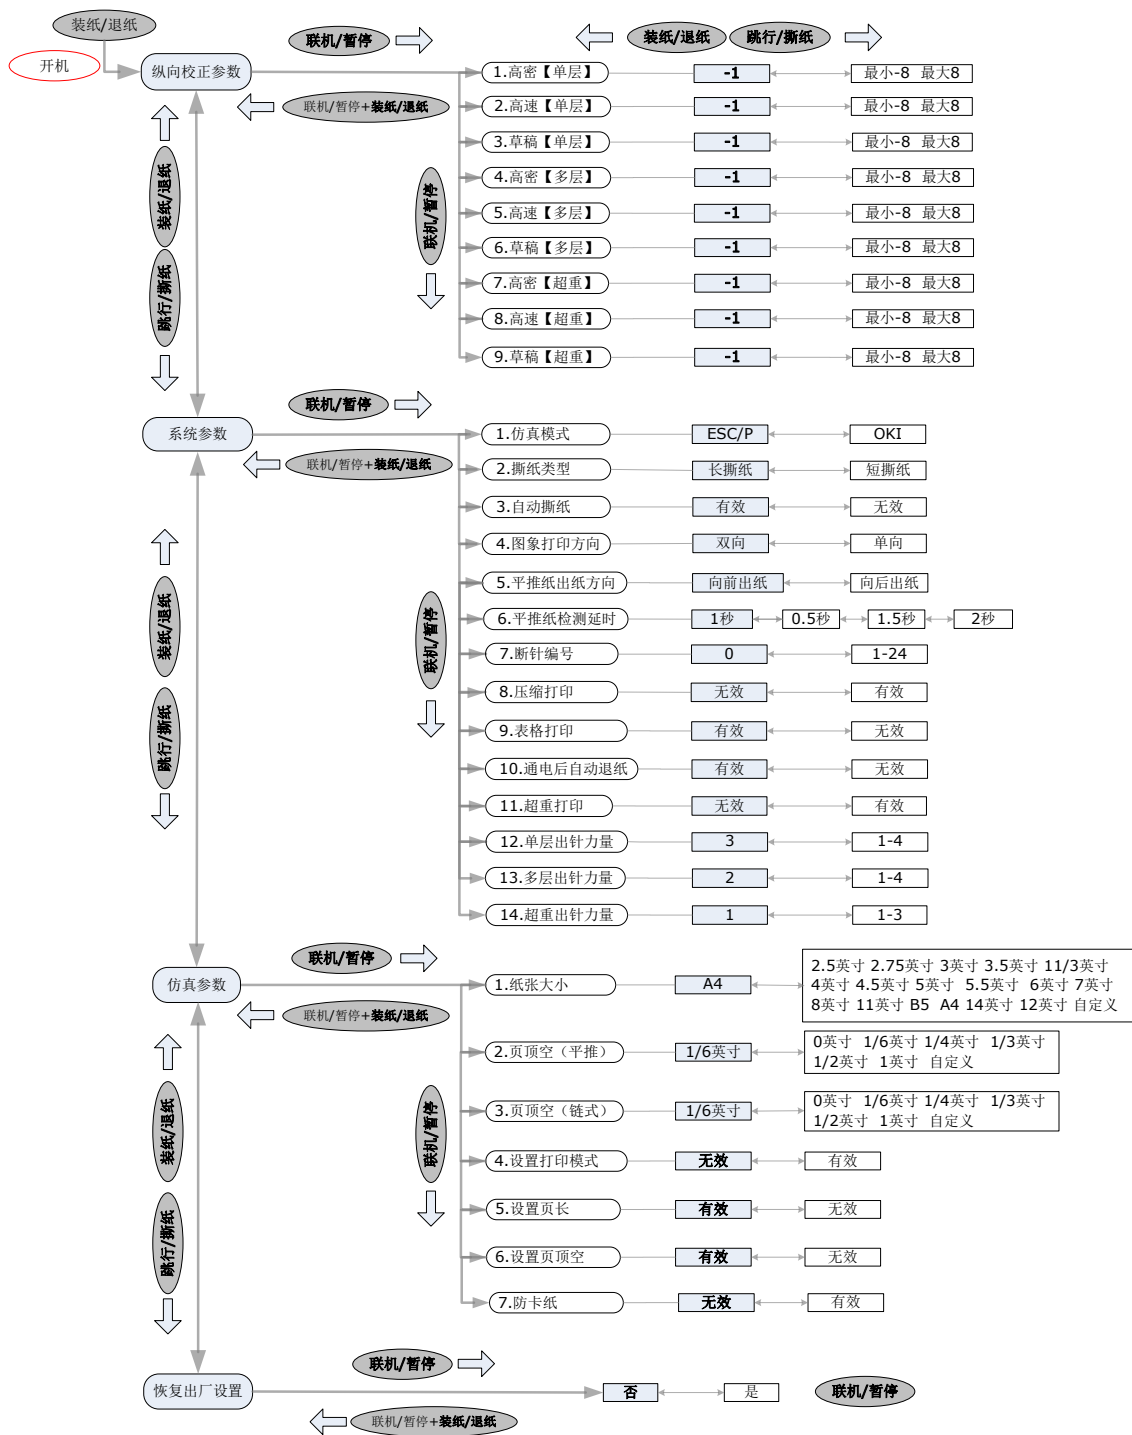 装纸/退纸
开机
联机/暂停
装纸/退纸
跳行/撕纸
纵向校正参数
1.高密【单层】
-1
最小-8 最大8
联机/暂停+装纸/退纸
2.高速【单层】
-1
最小-8 最大8
3.草稿【单层】
-1
最小-8 最大8
4.高密【多层】
-1
最小-8 最大8
装纸/退纸
联机/暂停
5.高速【多层】
-1
最小-8 最大8
6.草稿【多层】
-1
最小-8 最大8
跳行/撕纸
7.高密【超重】
-1
最小-8 最大8
8.高速【超重】
-1
最小-8 最大8
9.草稿【超重】
-1
最小-8 最大8
联机/暂停
系统参数
1.仿真模式
ESC/P
OKI
联机/暂停+装纸/退纸
2.撕纸类型
长撕纸
短撕纸
3.自动撕纸
有效
无效
4.图象打印方向
双向
单向
装纸/退纸
联机/暂停
5.平推纸出纸方向
向前出纸
向后出纸
6.平推纸检测延时
1秒
0.5秒
1.5秒
2秒
7.断针编号
0
1-24
跳行/撕纸
8.压缩打印
无效
有效
9.表格打印
有效
无效
10.通电后自动退纸
有效
无效
11.超重打印
无效
有效
12.单层出针力量
3
1-4
13.多层出针力量
2
1-4
14.超重出针力量
1
1-3
联机/暂停
仿真参数
1.纸张大小
A4
2.5英寸 2.75英寸 3英寸 3.5英寸 11/3英寸
4英寸 4.5英寸 5英寸 5.5英寸 6英寸 7英寸
8英寸 11英寸 B5 A4 14英寸 12英寸 自定义
联机/暂停+装纸/退纸
2.页顶空（平推）
1/6英寸
0英寸 1/6英寸 1/4英寸 1/3英寸
1/2英寸 1英寸 自定义
装纸/退纸
联机/暂停
3.页顶空（链式）
1/6英寸
0英寸 1/6英寸 1/4英寸 1/3英寸
1/2英寸 1英寸 自定义
4.设置打印模式
无效
有效
5.设置页长
有效
无效
跳行/撕纸
6.设置页顶空
有效
无效
7.防卡纸
无效
有效
联机/暂停
恢复出厂设置
否
是
联机/暂停
联机/暂停+装纸/退纸